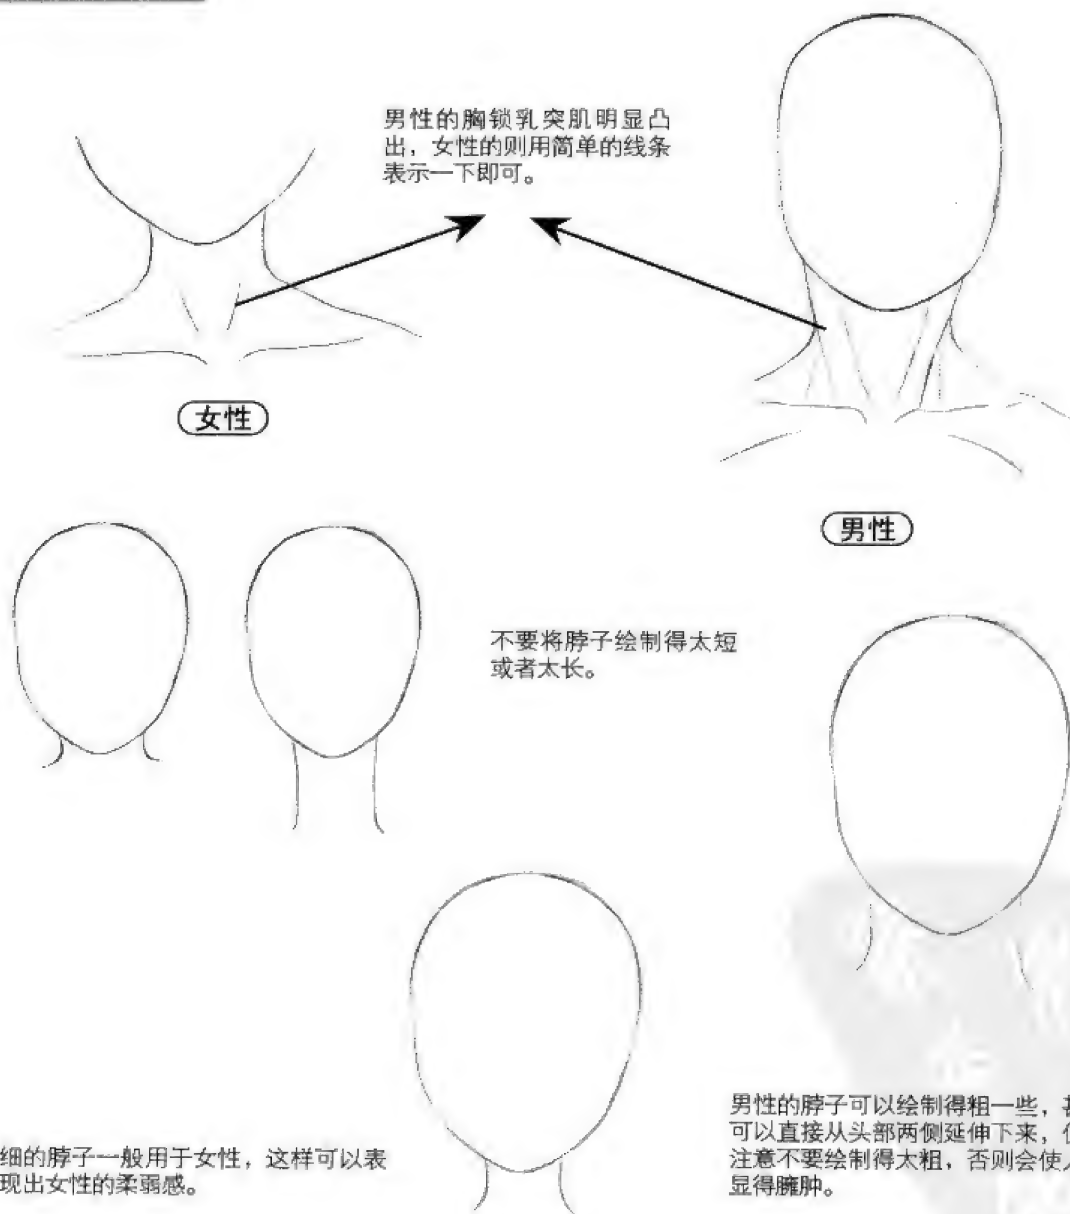 男性的胸锁乳突肌明显凸
出，女性的则用简单的线条
表示一下即可。
女性
男性
不要将脖子绘制得太短
或者太长。
细的脖子一般用于女性，这样可以表
现出女性的柔弱感。
男性的脖子可以绘制得粗一些，
可以直接从头部两侧延伸下来，
注意不要绘制得太粗，否则会使
显得臃肿。